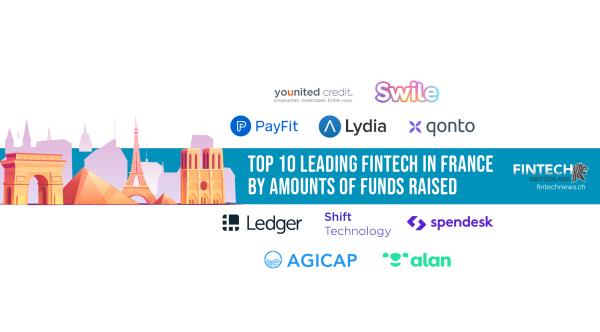 younited credit.
Empruntez. Investissez. Entre vous.
Swile
PayFit
Lydia
qonto
TOP 10 LEADING FINTECH IN FRANCE
BY AMOUNTS OF FUNDS RAISED
FINTECH
SWITZERLAND
fintechnews.ch
Ledger
Shift
Technology
spendesk
AGICAP
alan